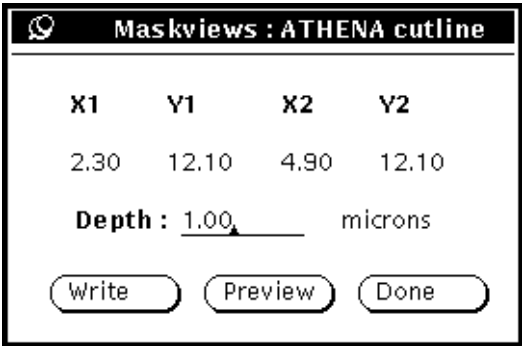 Maskviews : ATHENA cutline
X1 Y1 X2 Y2
2.30 12.10 4.90 12.10
Depth : 1.00 microns
Write Preview Done